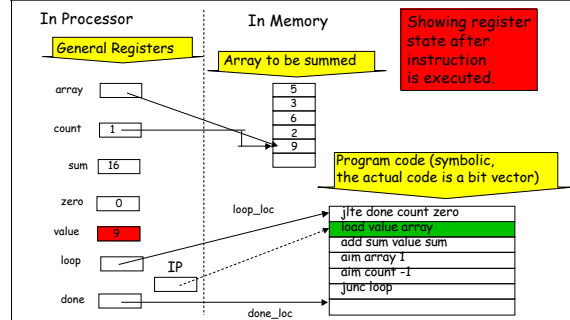 In Processor
In Memory
Showing register
state after
instruction
is executed.
General Registers
Array to be summed
array
count
1
sum
16
zero
0
value
9
loop
IP
done
5
3
6
2
9
Program code (symbolic,
the actual code is a bit vector)
loop_loc
jlte done count zero
load value array
add sum value sum
aim array 1
aim count -1
junc loop
done_loc